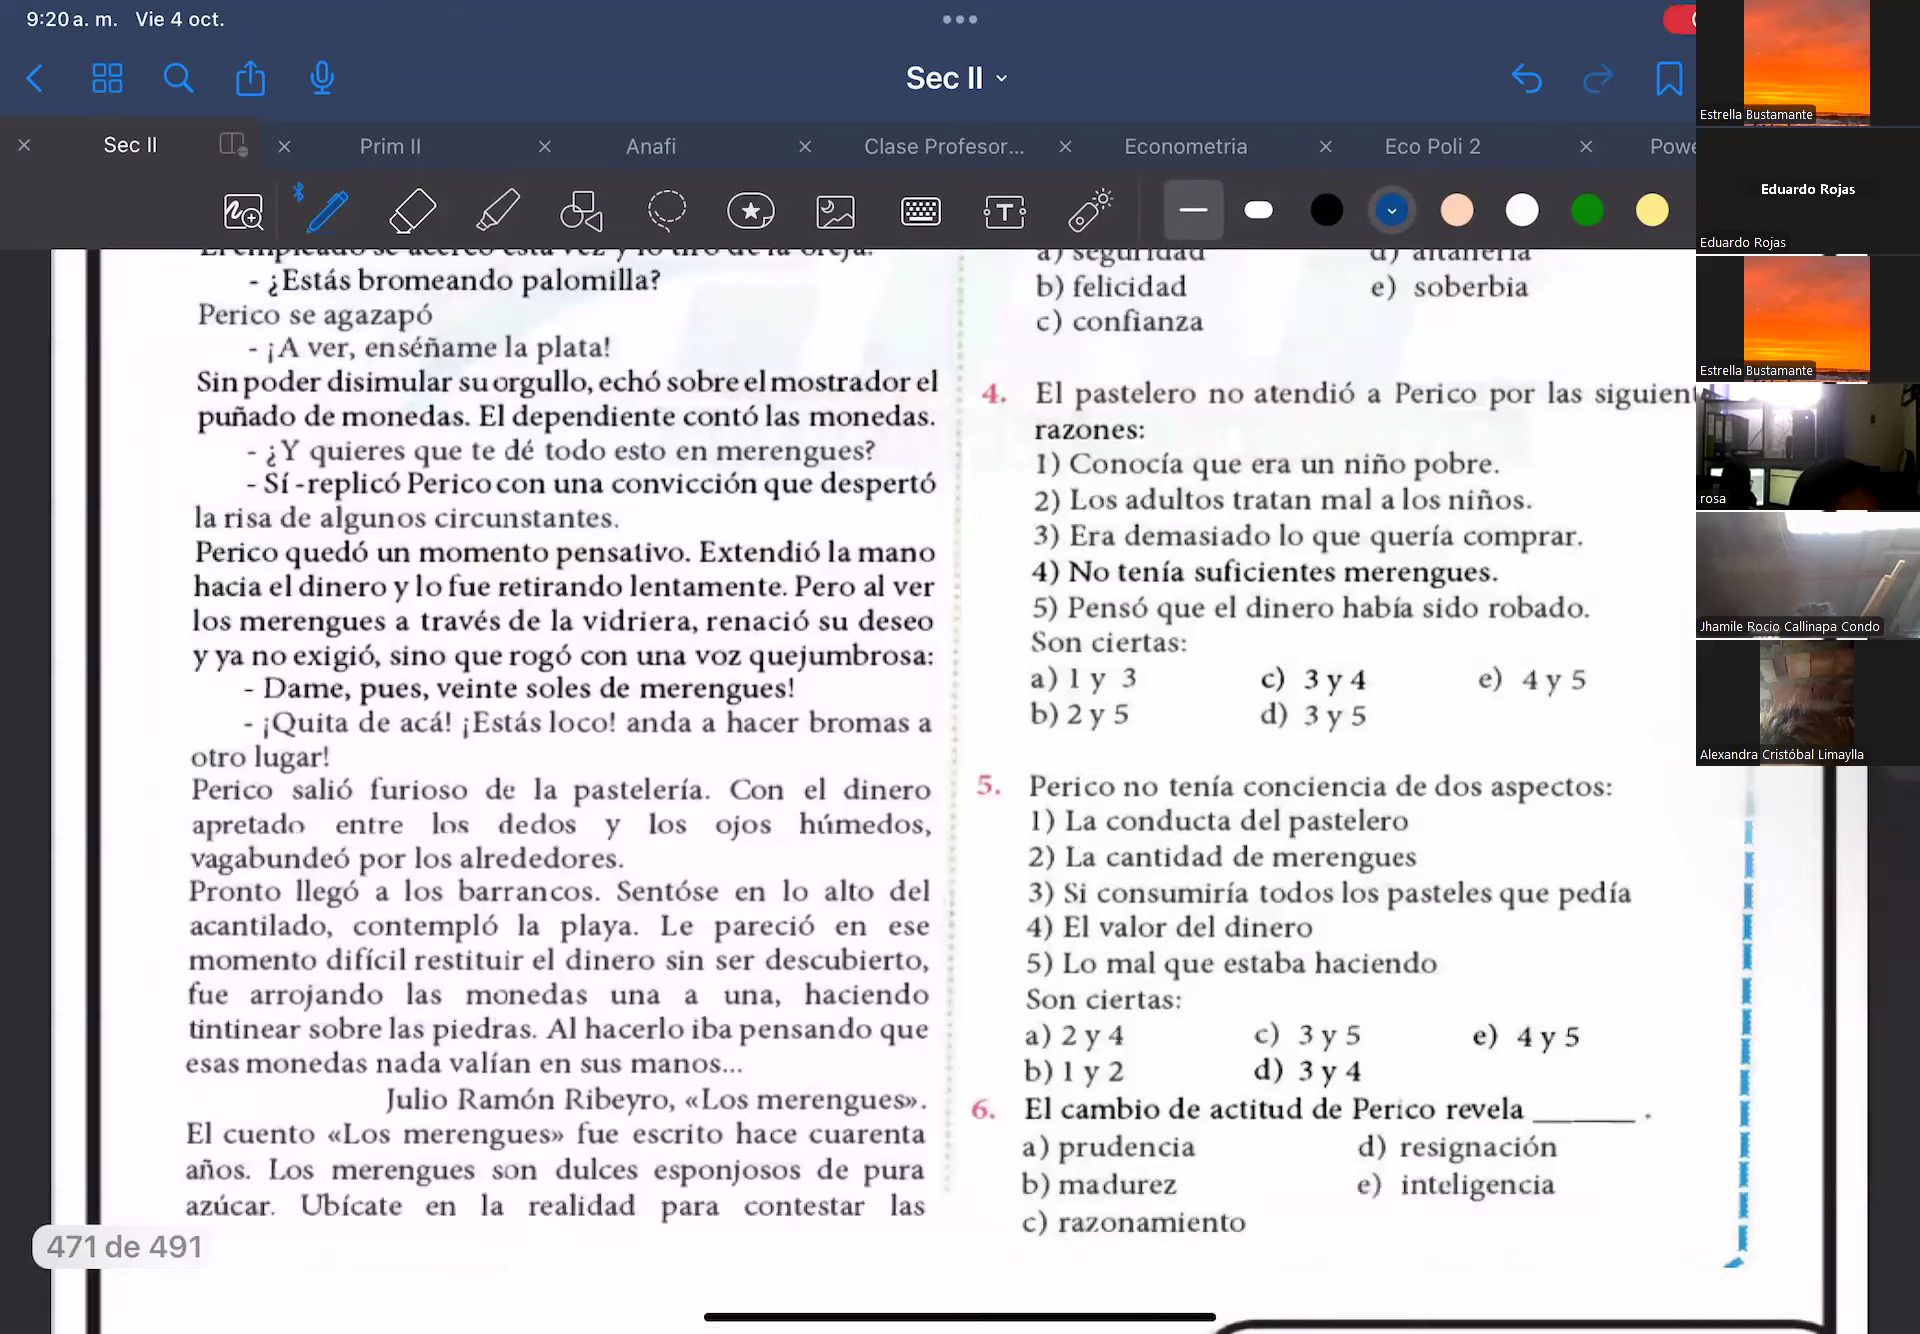 9:20 a. m. Vie 4 oct.
Sec II
Sec II
Prim II
Anafi
Clase Profesor...
Econometria
Eco Poli 2
Powe
El empleado se acercó esta vez y lo tiró de la oreja.
- ¿Estás bromeando palomilla?
Perico se agazapó
- ¡A ver, enséñame la plata!
Sin poder disimular su orgullo, echó sobre el mostrador el
puñado de monedas. El dependiente contó las monedas.
- ¿Y quieres que te dé todo esto en merengues?
- Sí -replicó Perico con una convicción que despertó
la risa de algunos circunstantes.
Perico quedó un momento pensativo. Extendió la mano
hacia el dinero y lo fue retirando lentamente. Pero al ver
los merengues a través de la vidriera, renació su deseo
y ya no exigió, sino que rogó con una voz quejumbrosa:
- Dame, pues, veinte soles de merengues!
- ¡Quita de acá! ¡Estás loco! anda a hacer bromas a
otro lugar!
Perico salió furioso de la pastelería. Con el dinero
apretado entre los dedos y los ojos húmedos,
vagabundeó por los alrededores.
Pronto llegó a los barrancos. Sentóse en lo alto del
acantilado, contempló la playa. Le pareció en ese
momento difícil restituir el dinero sin ser descubierto,
fue arrojando las monedas una a una, haciendo
tintinear sobre las piedras. Al hacerlo iba pensando que
esas monedas nada valían en sus manos...
Julio Ramón Ribeyro, «Los merengues».
El cuento «Los merengues» fue escrito hace cuarenta
años. Los merengues son dulces esponjosos de pura
azúcar. Ubícate en la realidad para contestar las
471 de 491
a) seguridad d) altanería
b) felicidad e) soberbia
c) confianza
4. El pastelero no atendió a Perico por las siguient
razones:
1) Conocía que era un niño pobre.
2) Los adultos tratan mal a los niños.
3) Era demasiado lo que quería comprar.
4) No tenía suficientes merengues.
5) Pensó que el dinero había sido robado.
Son ciertas:
a) 1 y 3 c) 3 y 4 e) 4 y 5
b) 2 y 5 d) 3 y 5
5. Perico no tenía conciencia de dos aspectos:
1) La conducta del pastelero
2) La cantidad de merengues
3) Si consumiría todos los pasteles que pedía
4) El valor del dinero
5) Lo mal que estaba haciendo
Son ciertas:
a) 2 y 4 c) 3 y 5 e) 4 y 5
b) 1 y 2 d) 3 y 4
6. El cambio de actitud de Perico revela _______ .
a) prudencia d) resignación
b) madurez e) inteligencia
c) razonamiento
Estrella Bustamante
Eduardo Rojas
Eduardo Rojas
Estrella Bustamante
rosa
Jhamile Rocio Callinapa Condo
Alexandra Cristóbal Limaylla